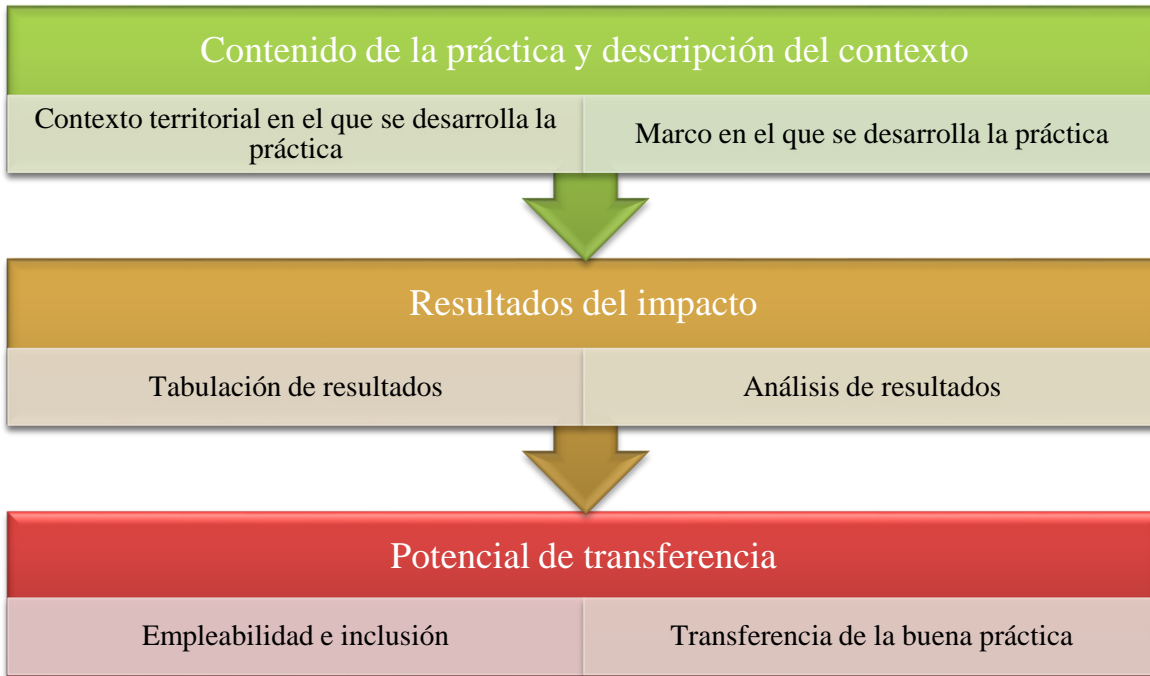 Contenido de la práctica y descripción del contexto
Contexto territorial en el que se desarrolla la
práctica
Marco en el que se desarrolla la práctica
Resultados del impacto
Tabulación de resultados
Análisis de resultados
Potencial de transferencia
Empleabilidad e inclusión
Transferencia de la buena práctica